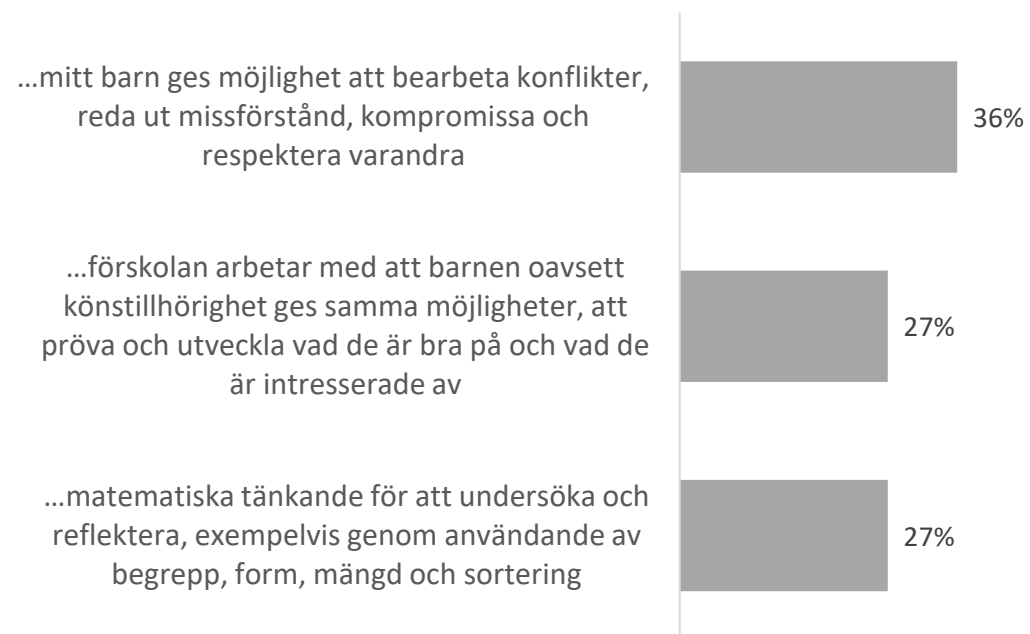 …mitt barn ges möjlighet att bearbeta konflikter,
reda ut missförstånd, kompromissa och
respektera varandra
36%
…förskolan arbetar med att barnen oavsett
könstillhörighet ges samma möjligheter, att
pröva och utveckla vad de är bra på och vad de
är intresserade av
27%
…matematiska tänkande för att undersöka och
reflektera, exempelvis genom användande av
begrepp, form, mängd och sortering
27%